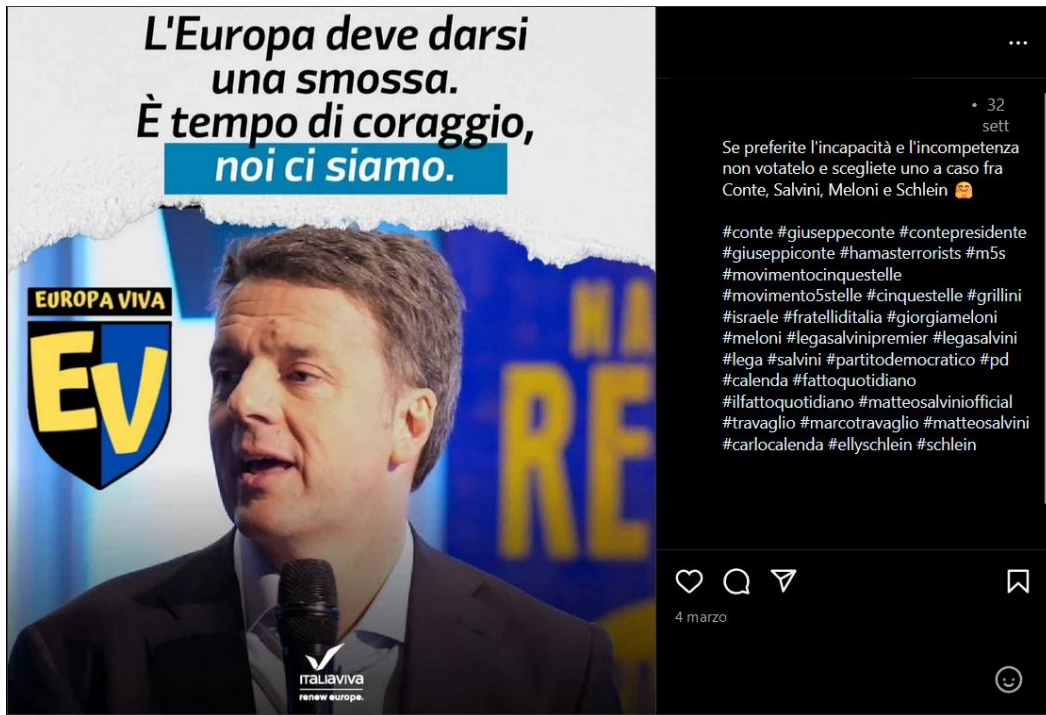 L'Europa deve darsi
una smossa.
È tempo di coraggio,
noi ci siamo.
EUROPA VIVA
EV
MA
RE
ITALIAVIVA
renew europe.
• 32
sett
Se preferite l'incapacità e l'incompetenza
non votatelo e scegliete uno a caso fra
Conte, Salvini, Meloni e Schlein 🤗
#conte #giuseppeconte #contepresidente
#giuseppiconte #hamasterrorists #m5s
#movimentocinquestelle
#movimento5stelle #cinquestelle #grillini
#israele #fratelliditalia #giorgiameloni
#meloni #legasalvinipremier #legasalvini
#lega #salvini #partitodemocratico #pd
#calenda #fattoquotidiano
#ilfattoquotidiano #matteosalviniofficial
#travaglio #marcotravaglio #matteosalvini
#carlocalenda #ellyschlein #schlein
4 marzo